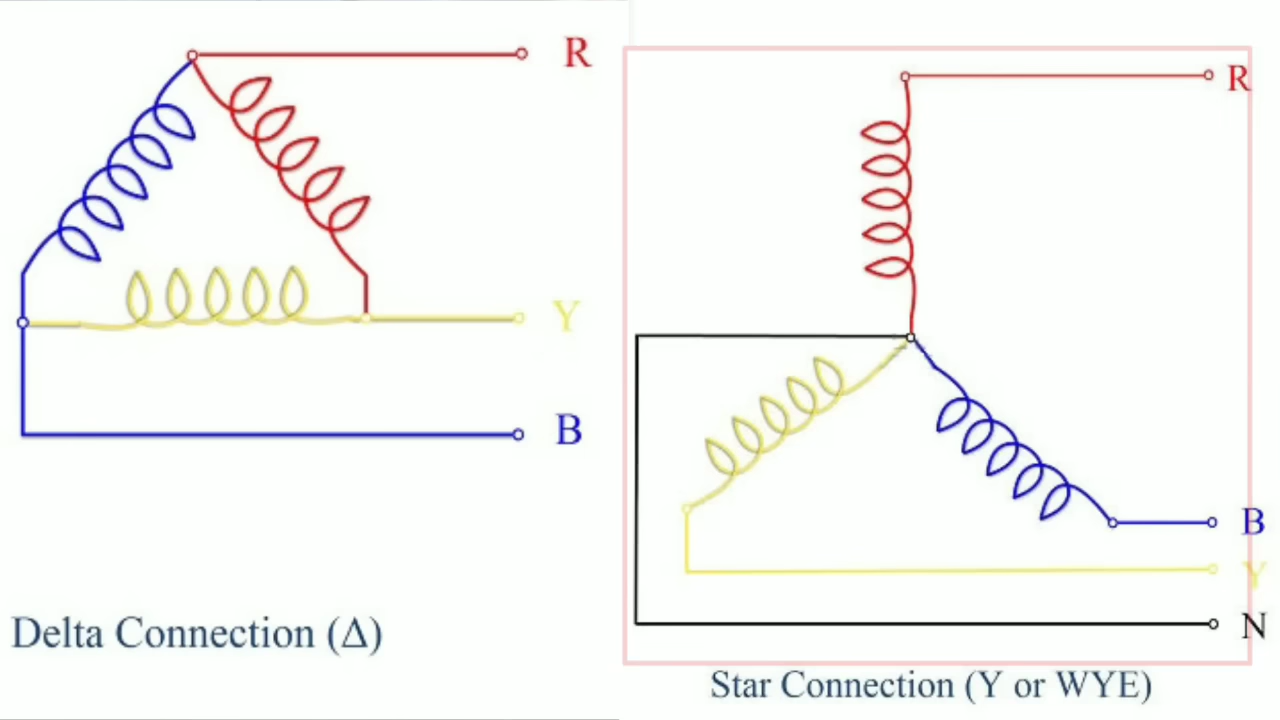 R
Y
B
Delta Connection (Δ)
R
B
Y
N
Star Connection (Y or WYE)